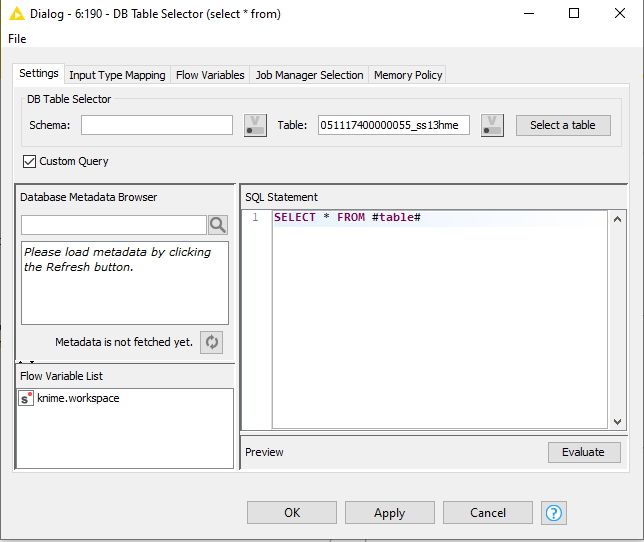 Dialog - 6:190 - DB Table Selector (select * from)
File
Settings Input Type Mapping Flow Variables Job Manager Selection Memory Policy
DB Table Selector
Schema: Table: 051117400000055_ss13hme Select a table
Custom Query
Database Metadata Browser
Please load metadata by clicking
the Refresh button.
Metadata is not fetched yet.
Flow Variable List
s knime.workspace
SQL Statement
1 SELECT * FROM #table#
Preview Evaluate
OK Apply Cancel ?